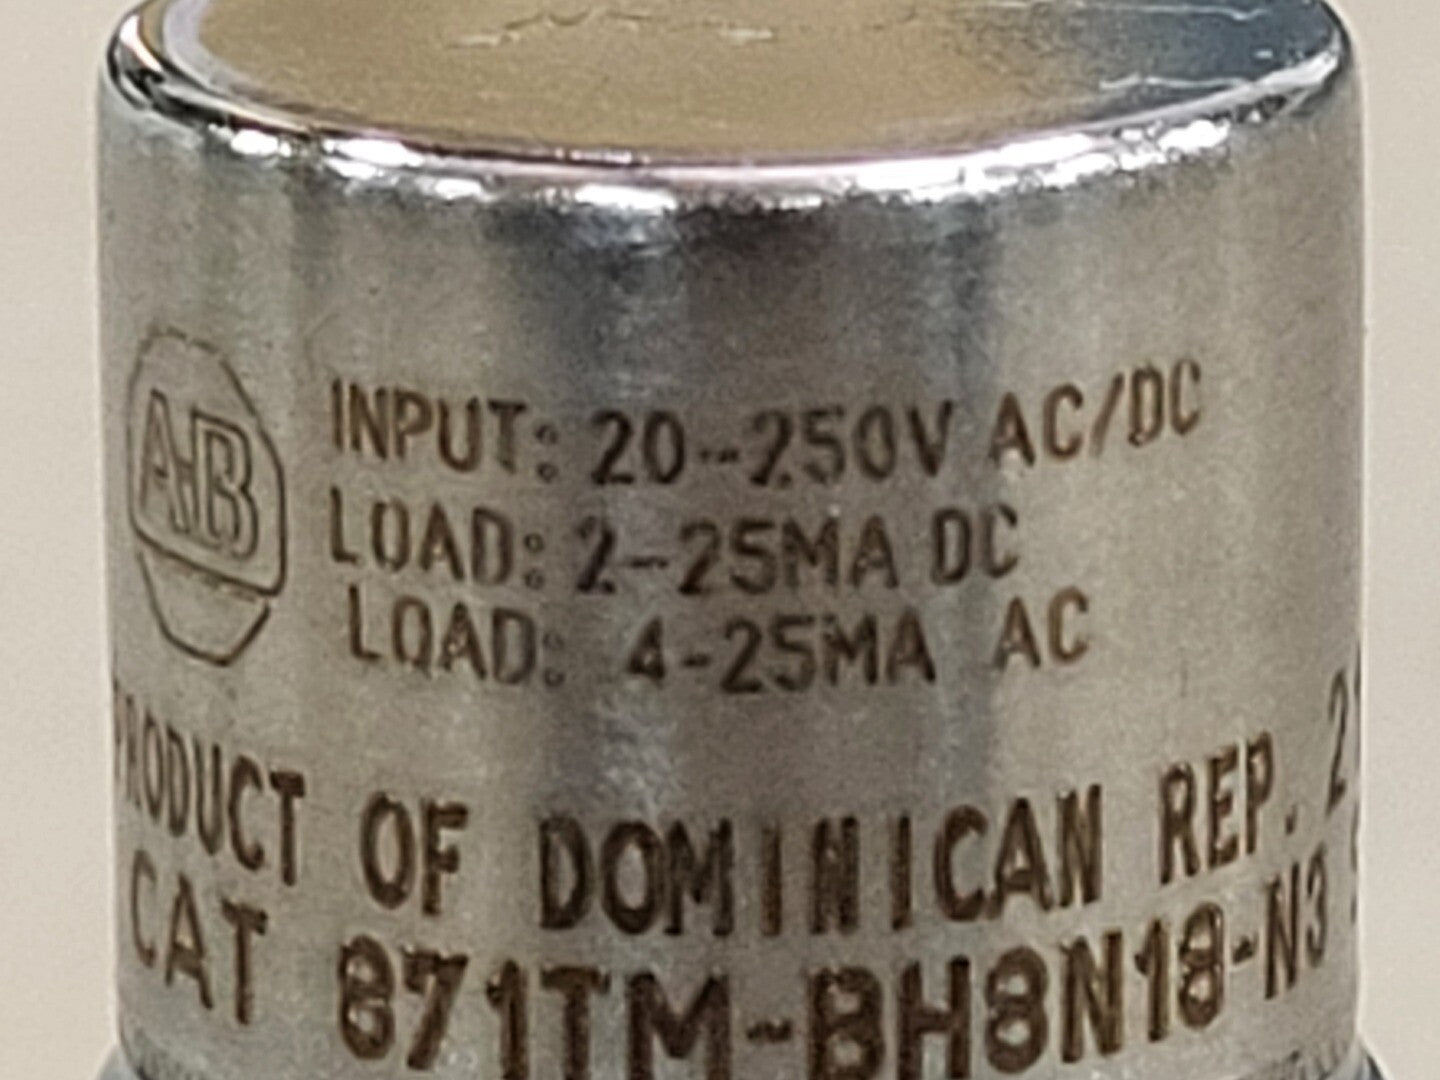 AB
INPUT: 20-250V AC/DC
LOAD: 2-25MA DC
LOAD: 4-25MA AC
PRODUCT OF DOMINICAN REP.
CAT 871TM-BH8N18-N3